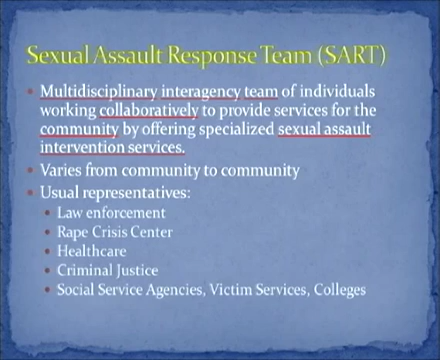 Sexual Assault Response Team (SART)
• Multidisciplinary interagency team of individuals
working collaboratively to provide services for the
community by offering specialized sexual assault
intervention services.
• Varies from community to community
• Usual representatives:
• Law enforcement
• Rape Crisis Center
• Healthcare
• Criminal Justice
• Social Service Agencies, Victim Services, Colleges